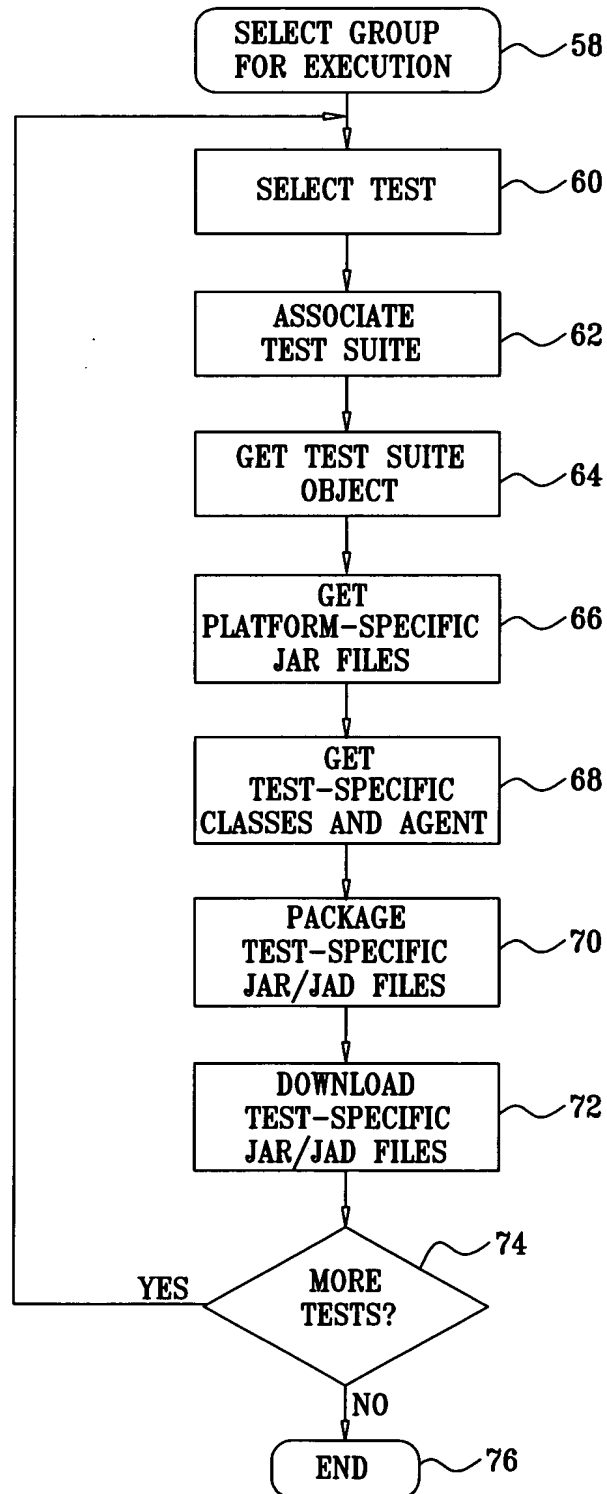 SELECT GROUP
FOR EXECUTION
58
SELECT TEST
60
ASSOCIATE
TEST SUITE
62
GET TEST SUITE
OBJECT
64
GET
PLATFORM-SPECIFIC
JAR FILES
66
GET
TEST-SPECIFIC
CLASSES AND AGENT
68
PACKAGE
TEST-SPECIFIC
JAR/JAD FILES
70
DOWNLOAD
TEST-SPECIFIC
JAR/JAD FILES
72
74
YES
MORE
TESTS?
NO
END
76